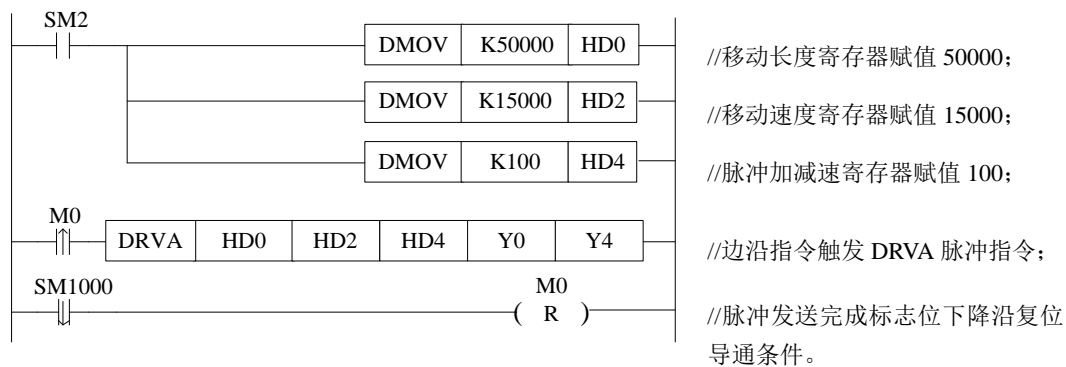 SM2
DMOV K50000 HD0
//移动长度寄存器赋值 50000；
DMOV K15000 HD2
//移动速度寄存器赋值 15000；
DMOV K100 HD4
//脉冲加减速寄存器赋值 100；
M0
DRVA HD0 HD2 HD4 Y0 Y4
//边沿指令触发 DRVA 脉冲指令；
SM1000 M0
( R )
//脉冲发送完成标志位下降沿复位
导通条件。